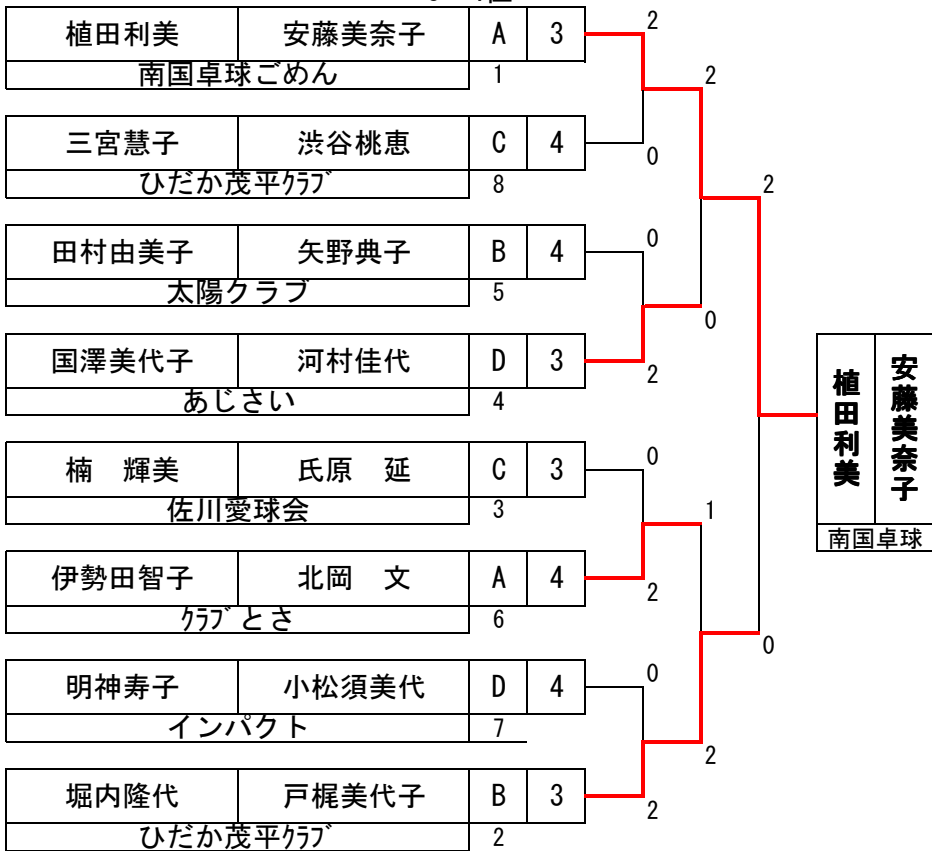 植田利美 安藤美奈子 A 3
南国卓球ごめん 1
三宮慧子 渋谷桃恵 C 4
ひだか茂平ｸﾗﾌﾞ 8
田村由美子 矢野典子 B 4
太陽クラブ 5
国澤美代子 河村佳代 D 3
あじさい 4
楠　輝美 氏原　延 C 3
佐川愛球会 3
伊勢田智子 北岡　文 A 4
ｸﾗﾌﾞとさ 6
明神寿子 小松須美代 D 4
インパクト 7
堀内隆代 戸梶美代子 B 3
ひだか茂平ｸﾗﾌﾞ 2
2
0
0
2
0
2
0
2
2
0
1
2
2
0
植田利美
安藤美奈子
南国卓球